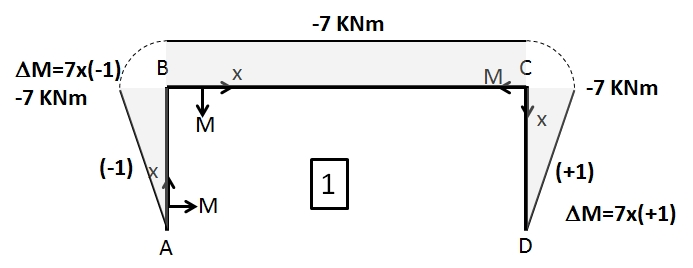 -7 KNm
B
x
M
C
ΔM=7x(-1)
-7 KNm
-7 KNm
M
x
(-1)
x
1
(+1)
M
ΔM=7x(+1)
A
D